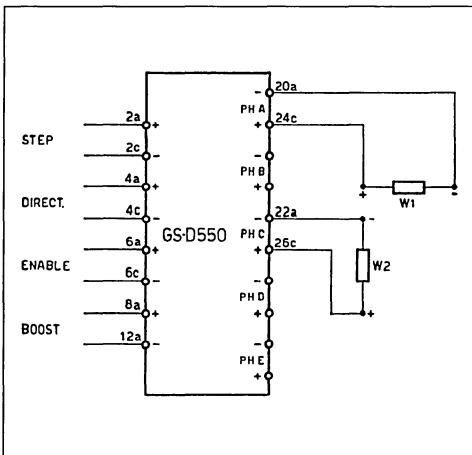 20a
PH A
24c
2a
STEP
2c
PH B
4a
DIRECT.
4c
GS-D550
22a
PH C
26c
W1
6a
ENABLE
6c
W2
8a
PH D
BOOST
12a
PH E